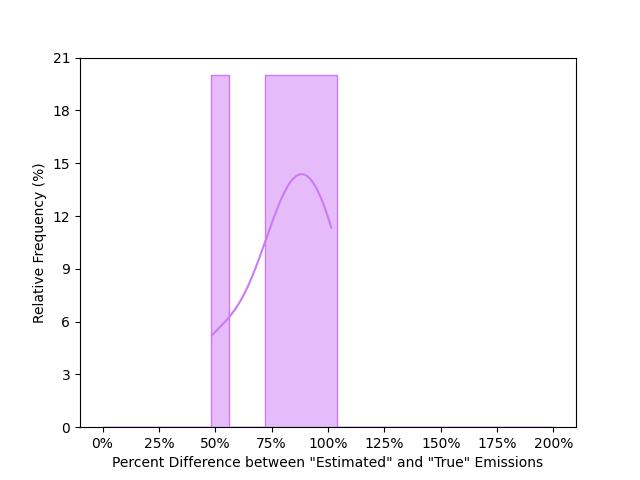 21
18
15
12
9
6
3
0
Relative Frequency (%)
0% 25% 50% 75% 100% 125% 150% 175% 200%
Percent Difference between "Estimated" and "True" Emissions